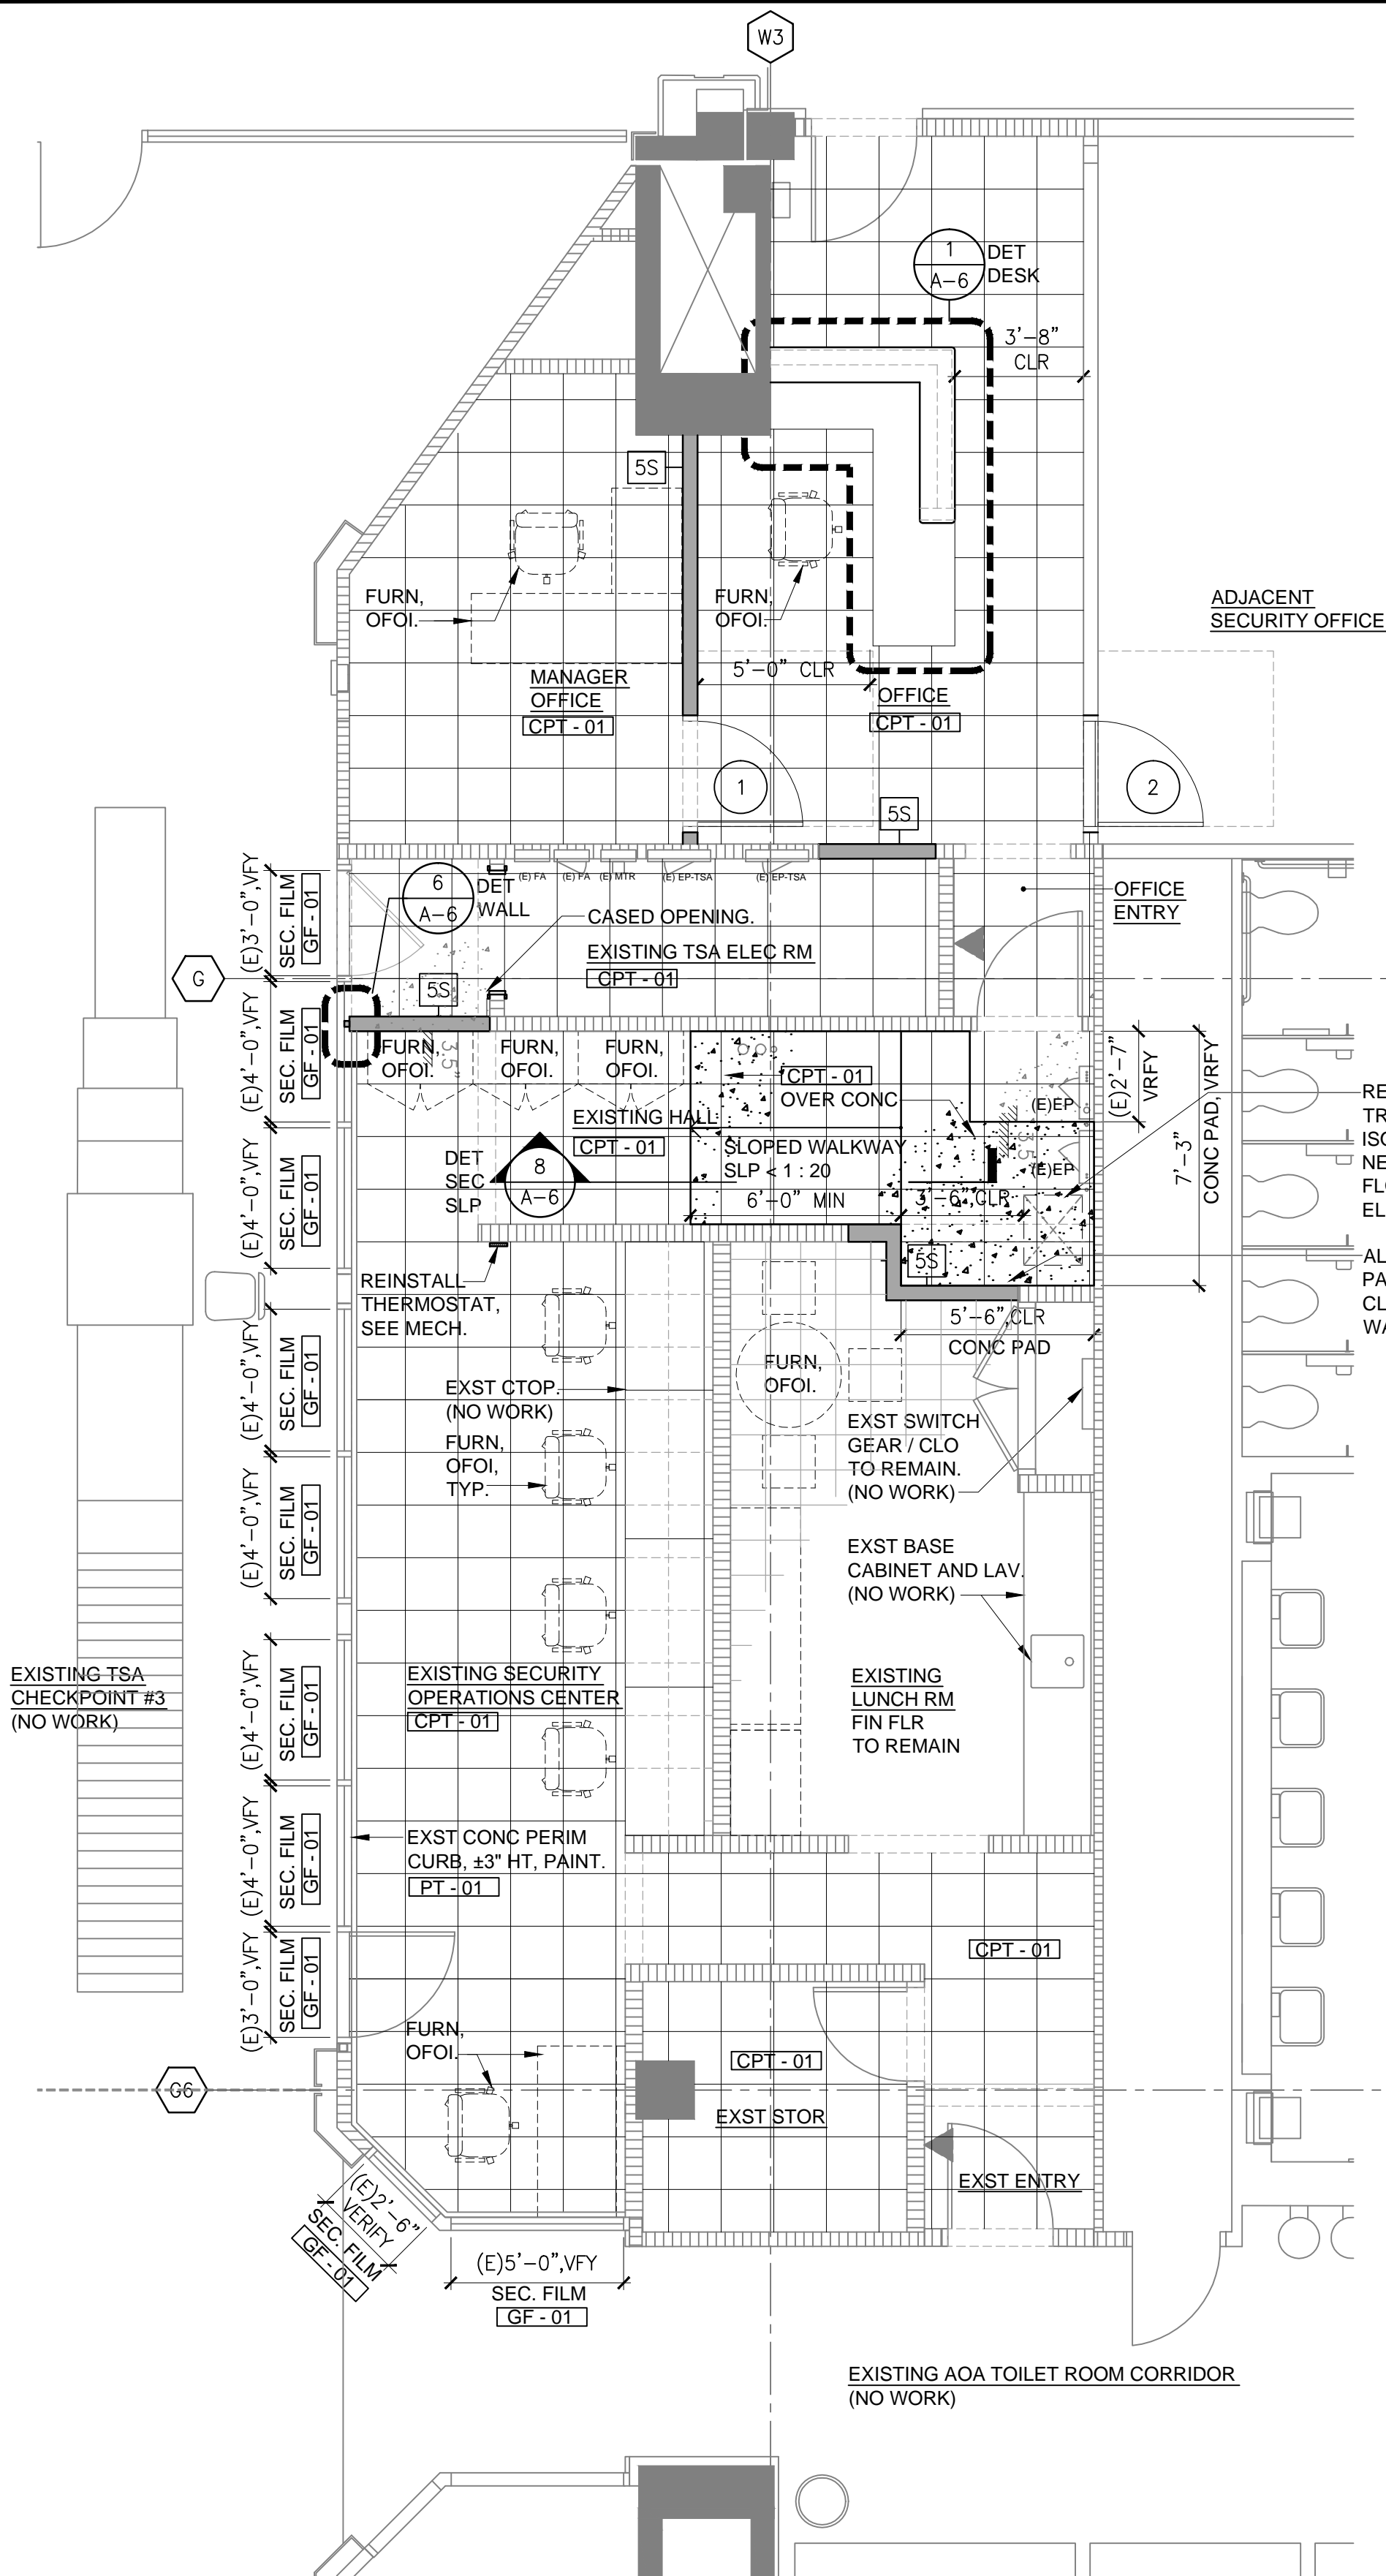 W3
1
A-6
DET
DESK
3'-8"
CLR
5S
FURN,
OFOI.
FURN,
OFOI.
ADJACENT
SECURITY OFFICE
5'-0" CLR
MANAGER
OFFICE
CPT - 01
OFFICE
CPT - 01
1
2
5S
(E) FA
(E) FA
(E) MTR
(E) EP-TSA
(E) EP-TSA
6
A-6
DET
WALL
CASED OPENING.
OFFICE
ENTRY
EXISTING TSA ELEC RM
CPT - 01
G
5S
(E)3'-0",VFY
SEC. FILM
GF - 01
(E)4'-0",VFY
SEC. FILM
GF - 01
FURN,
OFOI.
3.5"
FURN,
OFOI.
FURN,
OFOI.
CPT - 01
OVER CONC
(E)EP
(E)2'-7"
VRFY
7'-3"
CONC PAD, VRFY
EXISTING HALL
CPT - 01
SLOPED WALKWAY
SLP < 1 : 20
6'-0" MIN
3'-6",CLR
3.5"
(E)EP
DET
SEC
SLP
8
A-6
5S
(E)4'-0",VFY
SEC. FILM
GF - 01
REINSTALL
THERMOSTAT,
SEE MECH.
5'-6",CLR
CONC PAD
FURN,
OFOI.
(E)4'-0",VFY
SEC. FILM
GF - 01
EXST CTOP.
(NO WORK)
FURN,
OFOI,
TYP.
EXST SWITCH
GEAR / CLO
TO REMAIN.
(NO WORK)
(E)4'-0",VFY
SEC. FILM
GF - 01
EXST BASE
CABINET AND LAV.
(NO WORK)
EXISTING TSA
CHECKPOINT #3
(NO WORK)
(E)4'-0",VFY
SEC. FILM
GF - 01
EXISTING SECURITY
OPERATIONS CENTER
CPT - 01
EXISTING
LUNCH RM
FIN FLR
TO REMAIN
(E)4'-0",VFY
SEC. FILM
GF - 01
EXST CONC PERIM
CURB, ±3" HT, PAINT.
PT - 01
(E)3'-0",VFY
SEC. FILM
GF - 01
CPT - 01
FURN,
OFOI.
CPT - 01
G6
EXST STOR
EXST ENTRY
(E)2'-6"
VERIFY
SEC. FILM
GF - 01
(E)5'-0",VFY
SEC. FILM
GF - 01
EXISTING AOA TOILET ROOM CORRIDOR
(NO WORK)